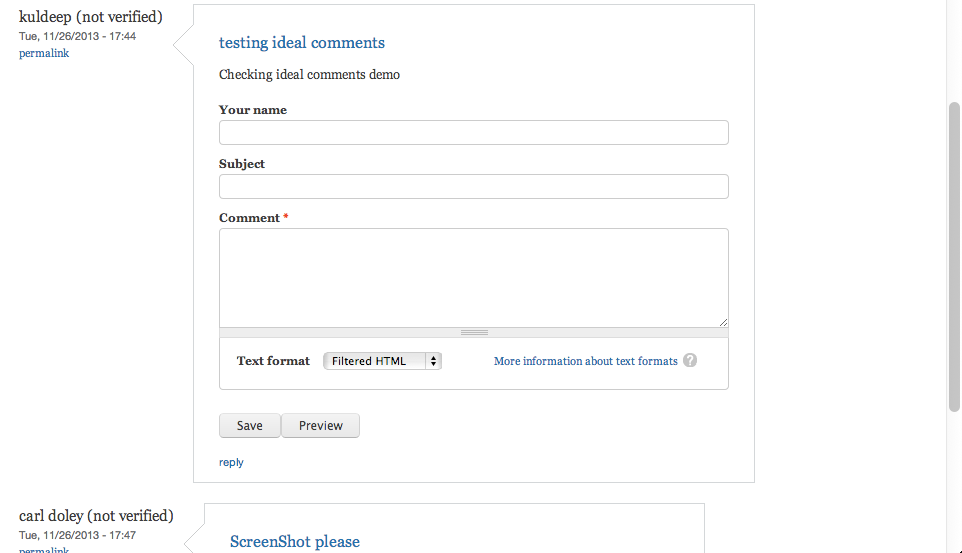 kuldeep (not verified)
Tue, 11/26/2013 - 17:44
permalink
testing ideal comments
Checking ideal comments demo
Your name
Subject
Comment *
Text format
Filtered HTML
More information about text formats ?
Save
Preview
reply
carl doley (not verified)
Tue, 11/26/2013 - 17:47
permalink
ScreenShot please